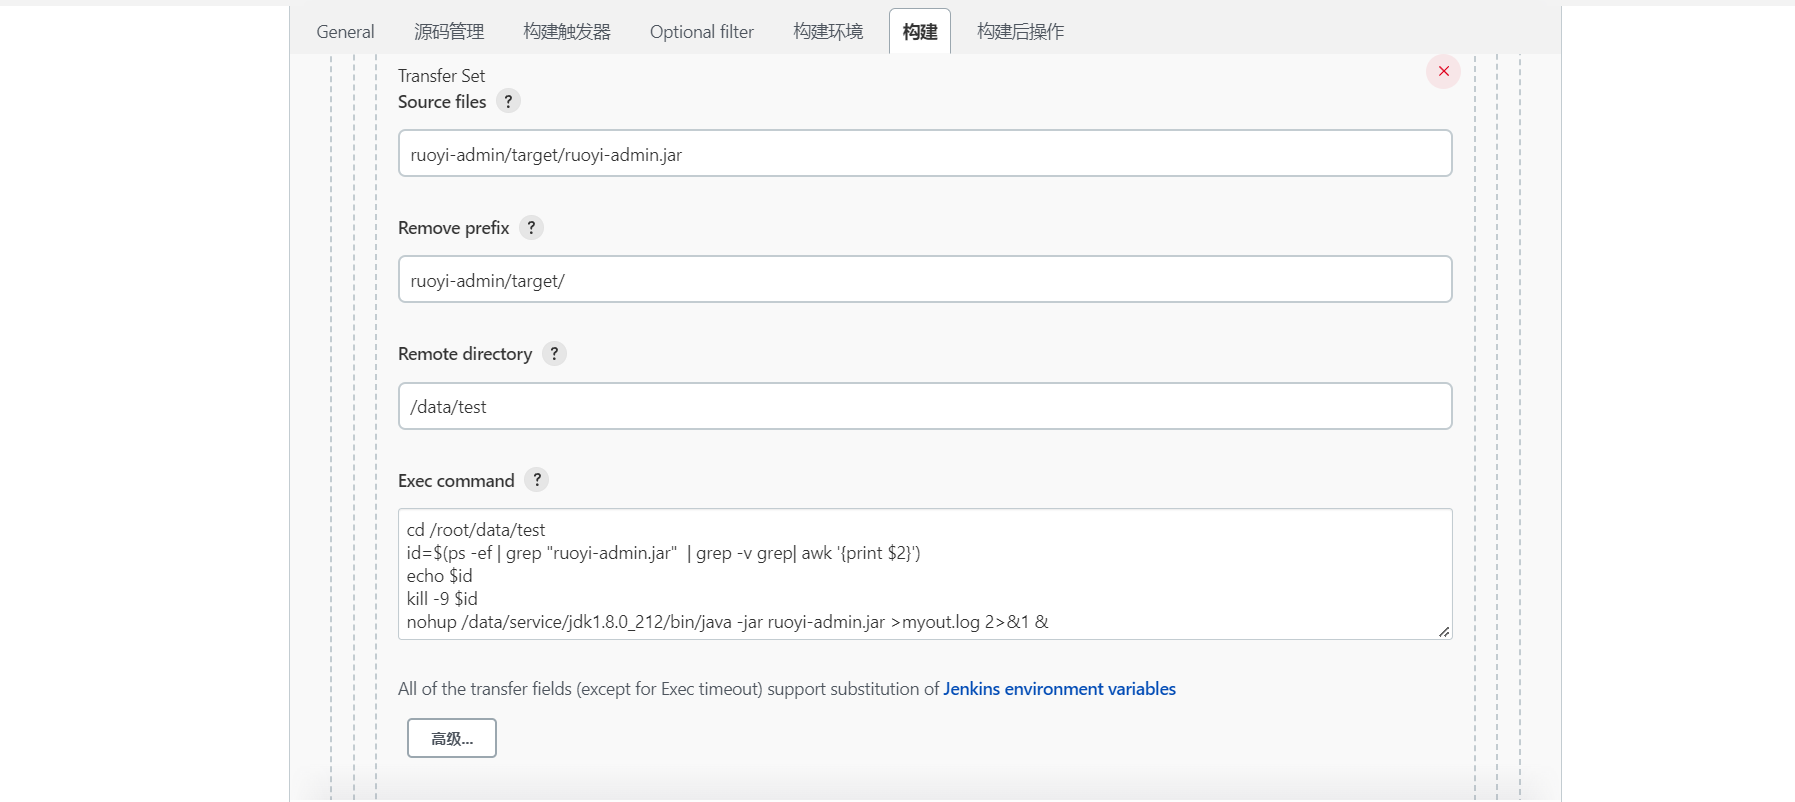 General 源码管理 构建触发器 Optional filter 构建环境 构建 构建后操作
Transfer Set
Source files ?
ruoyi-admin/target/ruoyi-admin.jar
Remove prefix ?
ruoyi-admin/target/
Remote directory ?
/data/test
Exec command ?
cd /root/data/test
id=$(ps -ef | grep "ruoyi-admin.jar"  | grep -v grep| awk '{print $2}')
echo $id
kill -9 $id
nohup /data/service/jdk1.8.0_212/bin/java -jar ruoyi-admin.jar >myout.log 2>&1 &
All of the transfer fields (except for Exec timeout) support substitution of Jenkins environment variables
高级...